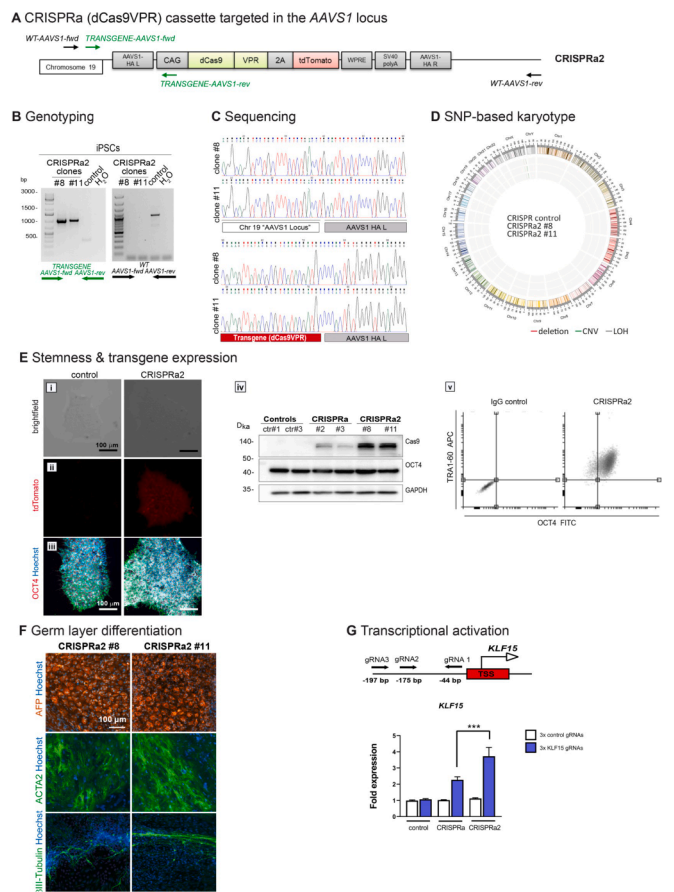 A CRISPRa (dCas9VPR) cassette targeted in the AAVS1 locus
WT-AAVS1-fwd TRANSGENE-AAVS1-fwd
Chromosome 19
AAVS1-HA L
CAG
dCas9
VPR
2A
tdTomato
WPRE
SV40 polyA
AAVS1-HA R
CRISPRa2
TRANSGENE-AAVS1-rev
WT-AAVS1-rev
B Genotyping
iPSCs
CRISPRa2 clones
CRISPRa2 clones
bp #8 #11 control H2O #8 #11 control H2O
3000
1000
500
TRANSGENE
AAVS1-fwd AAVS1-rev
WT
AAVS1-fwd AAVS1-rev
C Sequencing
clone #8
clone #11
Chr 19 "AAVS1 Locus" AAVS1 HA L
clone #8
clone #11
Transgene (dCas9VPR) AAVS1 HA L
D SNP-based karyotype
CRISPR control
CRISPRa2 #8
CRISPRa2 #11
deletion CNV LOH
E Stemness & transgene expression
control CRISPRa2
i
brightfield
100 μm
ii
tdTomato
iii
OCT4 Hoechst
100 μm
iv
Controls CRISPRa CRISPRa2
Dka ctr#1 ctr#3 #2 #3 #8 #11
140-
Cas9
50-
OCT4
40-
35-
GAPDH
v
IgG control CRISPRa2
TRA1-60 APC
OCT4 FITC
F Germ layer differentiation
CRISPRa2 #8 CRISPRa2 #11
AFP Hoechst
100 μm
ACTA2 Hoechst
βIII-Tubulin Hoechst
G Transcriptional activation
KLF15
gRNA3 gRNA2 gRNA 1
TSS
-197 bp -175 bp -44 bp
KLF15
Fold expression
5
4
3
2
1
0
***
3x control gRNAs
3x KLF15 gRNAs
control CRISPRa CRISPRa2